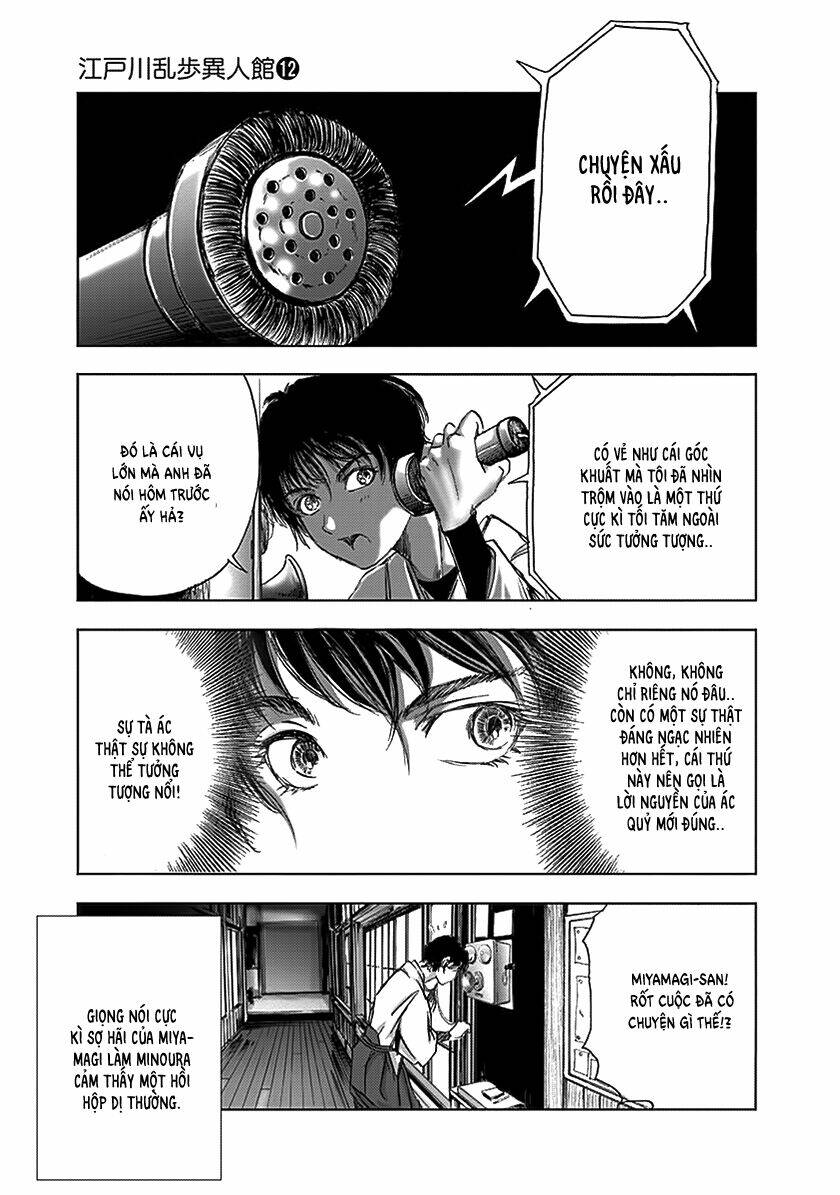 江戸川乱歩異人館⓬
CHUYỆN XẤU
RỒI ĐÂY..
CÓ VẺ NHƯ CÁI GÓC
KHUẤT MÀ TÔI ĐÃ NHÌN
TRỘM VÀO LÀ MỘT THỨ
CỰC KÌ TỐI TĂM NGOÀI
SỨC TƯỞNG TƯỢNG..
ĐÓ LÀ CÁI VỤ
LỚN MÀ ANH ĐÃ
NÓI HÔM TRƯỚC
ẤY HẢ?
KHÔNG, KHÔNG
CHỈ RIÊNG NÓ ĐÂU..
CÒN CÓ MỘT SỰ THẬT
ĐÁNG NGẠC NHIÊN
HƠN HẾT, CÁI THỨ
NÀY NÊN GỌI LÀ
LỜI NGUYỀN CỦA ÁC
QUỶ MỚI ĐÚNG..
SỰ TÀ ÁC
THẬT SỰ KHÔNG
THỂ TƯỞNG
TƯỢNG NỔI!
MIYAMAGI-SAN!
RỐT CUỘC ĐÃ CÓ
CHUYỆN GÌ THẾ!?
GIỌNG NÓI CỰC
KÌ SỢ HÃI CỦA MIYA-
MAGI LÀM MINOURA
CẢM THẤY MỘT HỒI
HỘP DỊ THƯỜNG.